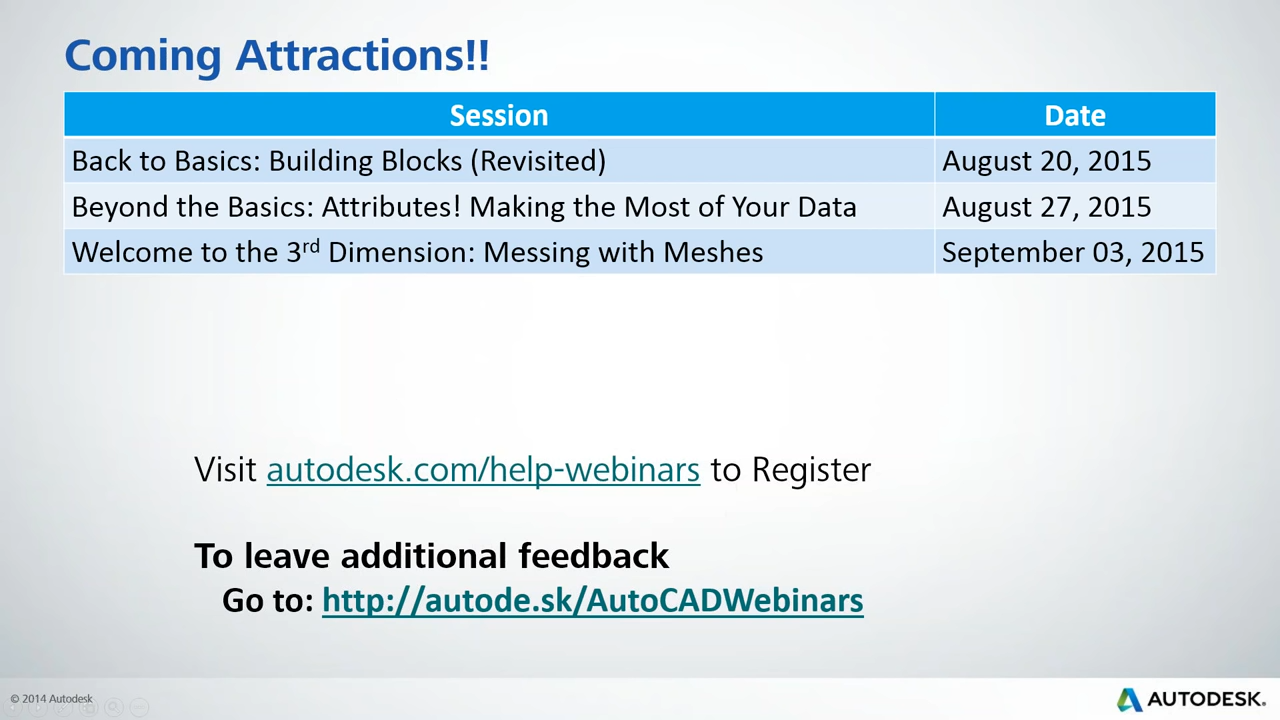 Coming Attractions!!
Session Date
Back to Basics: Building Blocks (Revisited) August 20, 2015
Beyond the Basics: Attributes! Making the Most of Your Data August 27, 2015
Welcome to the 3rd Dimension: Messing with Meshes September 03, 2015
Visit autodesk.com/help-webinars to Register
To leave additional feedback
Go to: http://autode.sk/AutoCADWebinars
© 2014 Autodesk
AUTODESK.